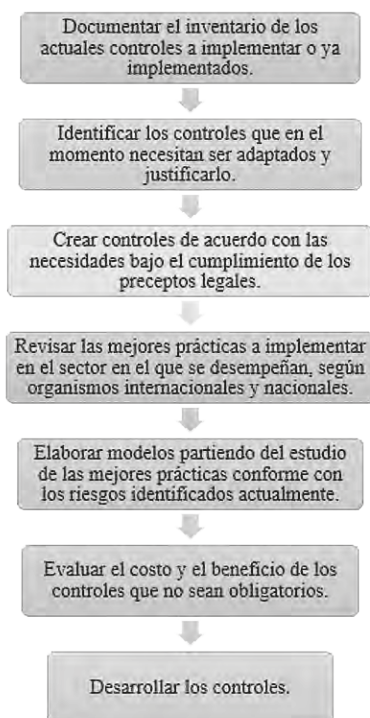 Documentar el inventario de los
actuales controles a implementar o ya
implementados.
Identificar los controles que en el
momento necesitan ser adaptados y
justificarlo.
Crear controles de acuerdo con las
necesidades bajo el cumplimiento de los
preceptos legales.
Revisar las mejores prácticas a implementar
en el sector en el que se desempeñan, según
organismos internacionales y nacionales.
Elaborar modelos partiendo del estudio
de las mejores prácticas conforme con
los riesgos identificados actualmente.
Evaluar el costo y el beneficio de los
controles que no sean obligatorios.
Desarrollar los controles.